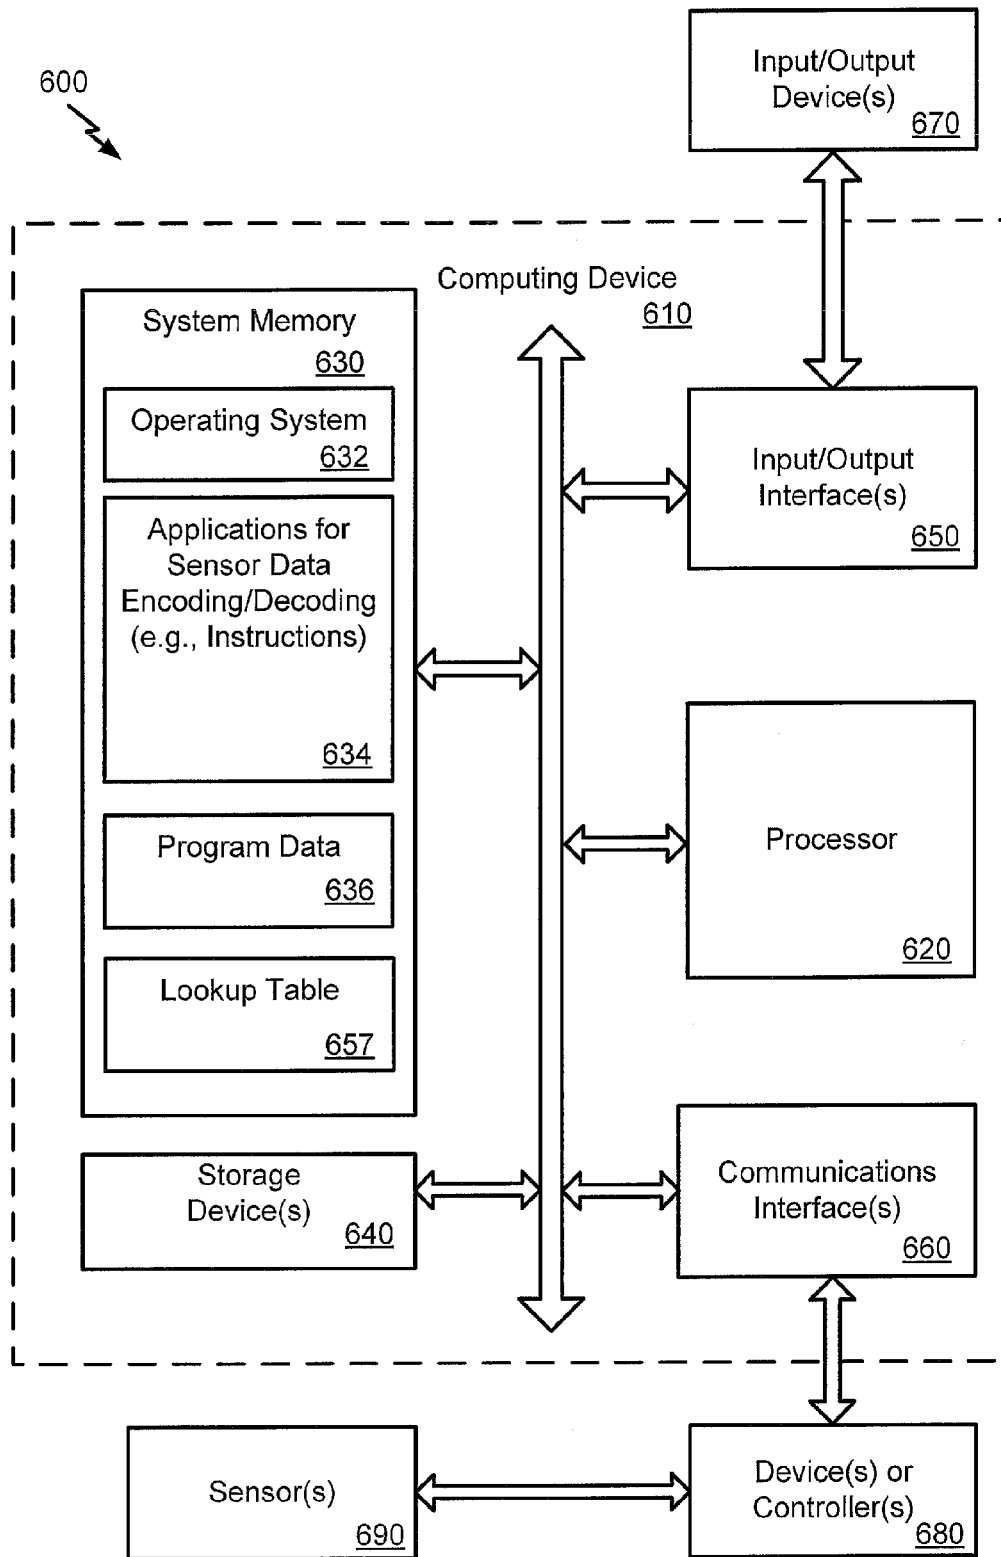 600
Input/Output
Device(s)
670
Computing Device
610
System Memory
630
Operating System
632
Applications for
Sensor Data
Encoding/Decoding
(e.g., Instructions)
634
Program Data
636
Lookup Table
657
Storage
Device(s)
640
Input/Output
Interface(s)
650
Processor
620
Communications
Interface(s)
660
Sensor(s)
690
Device(s) or
Controller(s)
680